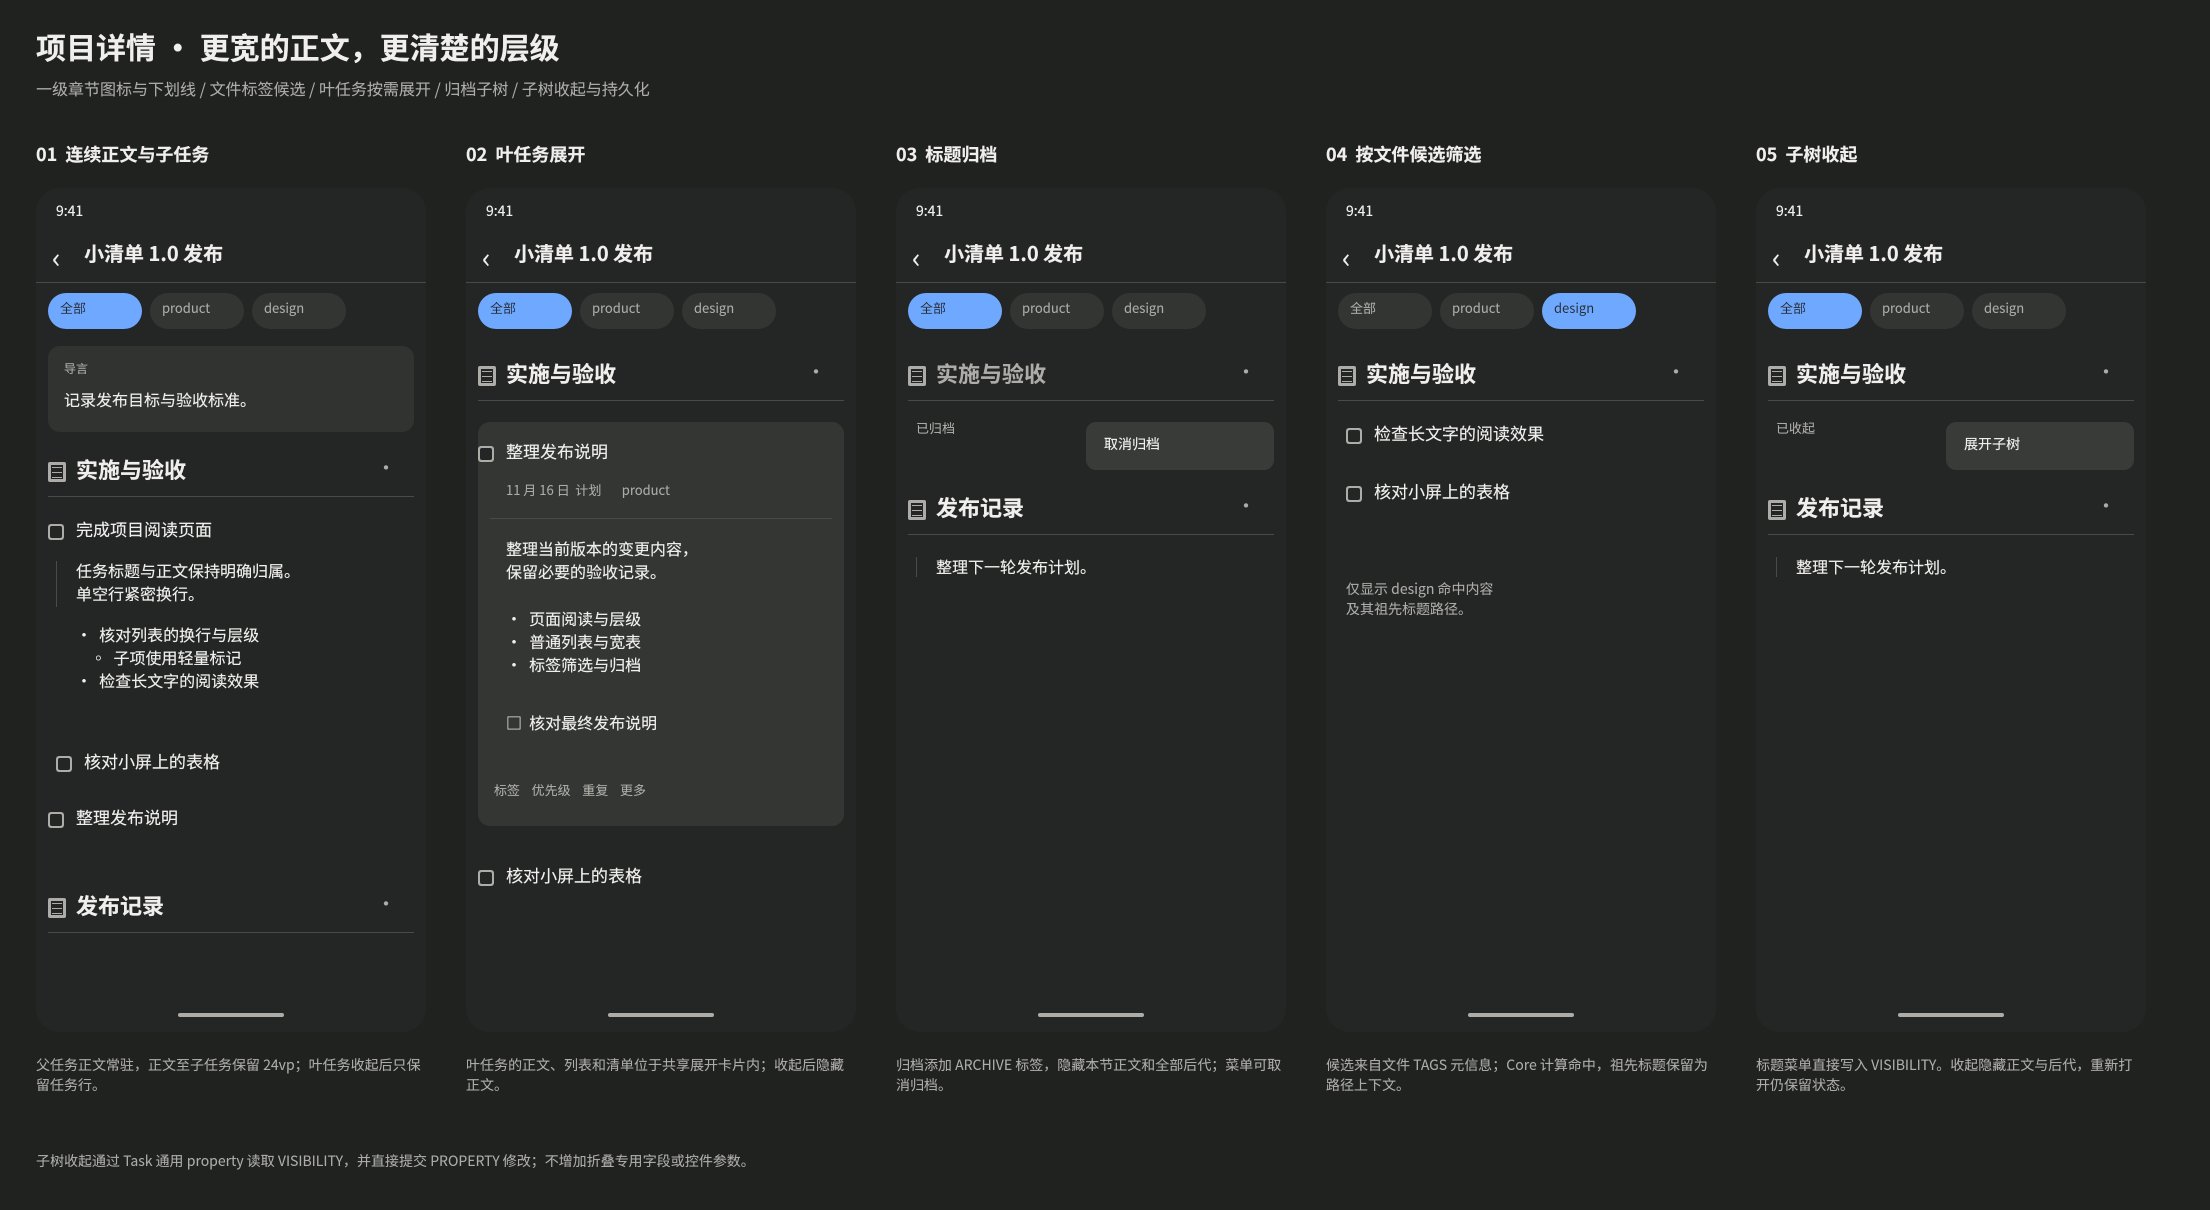 项目详情 · 更宽的正文，更清楚的层级
一级章节图标与下划线 / 文件标签候选 / 叶任务按需展开 / 归档子树 / 子树收起与持久化
01 连续正文与子任务
9:41
‹ 小清单 1.0 发布
全部 product design
导言
记录发布目标与验收标准。
实施与验收
完成项目阅读页面
任务标题与正文保持明确归属。
单空行紧密换行。
• 核对列表的换行与层级
◦ 子项使用轻量标记
• 检查长文字的阅读效果
核对小屏上的表格
整理发布说明
发布记录
父任务正文常驻，正文至子任务保留 24vp；叶任务收起后只保
留任务行。
02 叶任务展开
9:41
‹ 小清单 1.0 发布
全部 product design
实施与验收
整理发布说明
11 月 16 日 计划 product
整理当前版本的变更内容，
保留必要的验收记录。
• 页面阅读与层级
• 普通列表与宽表
• 标签筛选与归档
☐ 核对最终发布说明
标签 优先级 重复 更多
核对小屏上的表格
叶任务的正文、列表和清单位于共享展开卡片内；收起后隐藏
正文。
03 标题归档
9:41
‹ 小清单 1.0 发布
全部 product design
实施与验收
已归档
取消归档
发布记录
整理下一轮发布计划。
归档添加 ARCHIVE 标签，隐藏本节正文和全部后代；菜单可取
消归档。
04 按文件候选筛选
9:41
‹ 小清单 1.0 发布
全部 product design
实施与验收
检查长文字的阅读效果
核对小屏上的表格
仅显示 design 命中内容
及其祖先标题路径。
候选来自文件 TAGS 元信息；Core 计算命中，祖先标题保留为
路径上下文。
05 子树收起
9:41
‹ 小清单 1.0 发布
全部 product design
实施与验收
已收起
展开子树
发布记录
整理下一轮发布计划。
标题菜单直接写入 VISIBILITY。收起隐藏正文与后代，重新打
开仍保留状态。
子树收起通过 Task 通用 property 读取 VISIBILITY，并直接提交 PROPERTY 修改；不增加折叠专用字段或控件参数。